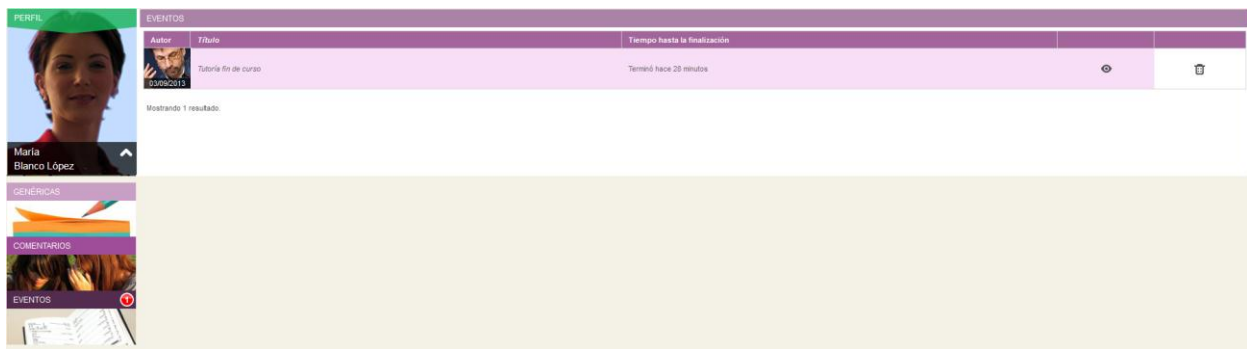 PERFIL
EVENTOS
Autor Título Tiempo hasta la finalización
Tutoría fin de curso Terminó hace 28 minutos
03/09/2013
Mostrando 1 resultado.
María
Blanco López
GENÉRICAS
COMENTARIOS
EVENTOS 1